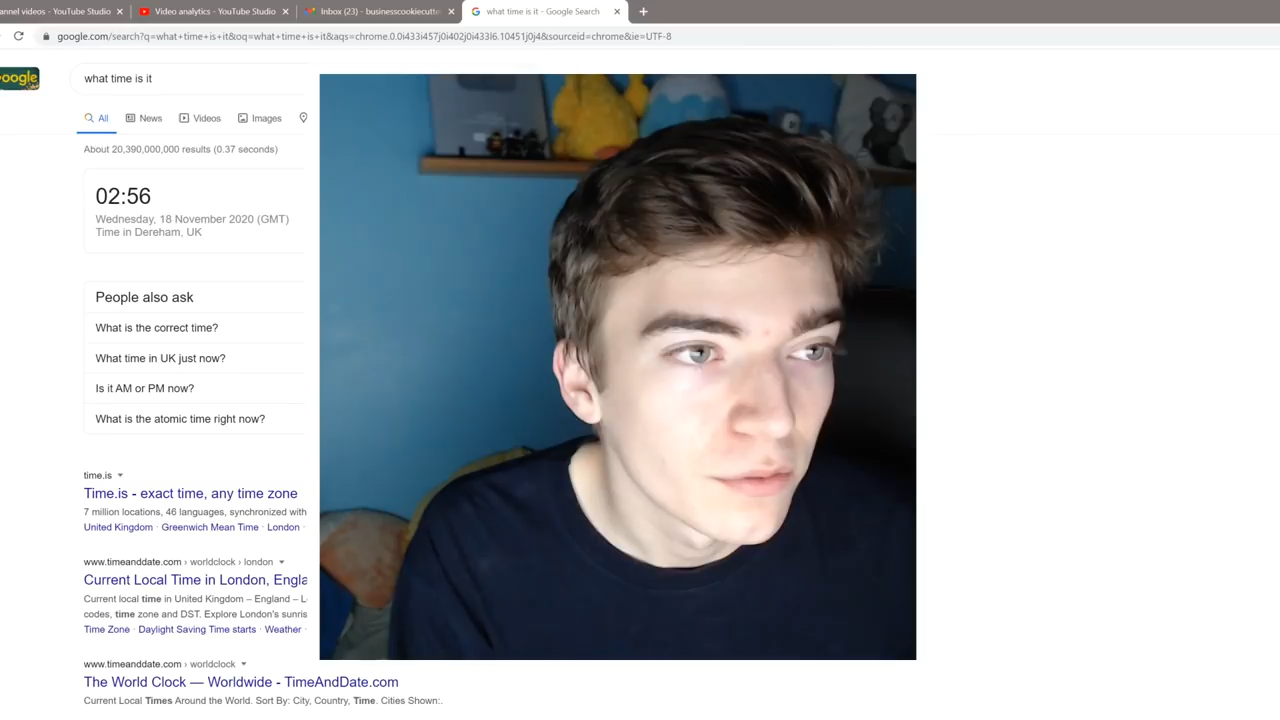 annel videos - YouTube Studio
Video analytics - YouTube Studio
Inbox (23) - businesscookiecutte
what time is it - Google Search
google.com/search?q=what+time+is+it&oq=what+time+is+it&aqs=chrome.0.0i433i457j0i402j0i433l6.10451j0j4&sourceid=chrome&ie=UTF-8
oogle
what time is it
All News Videos Images
About 20,390,000,000 results (0.37 seconds)
02:56
Wednesday, 18 November 2020 (GMT)
Time in Dereham, UK
People also ask
What is the correct time?
What time in UK just now?
Is it AM or PM now?
What is the atomic time right now?
time.is
Time.is - exact time, any time zone
7 million locations, 46 languages, synchronized with
United Kingdom · Greenwich Mean Time · London ·
www.timeanddate.com › worldclock › london
Current Local Time in London, Engla
Current local time in United Kingdom – England – L
codes, time zone and DST. Explore London's sunris
Time Zone · Daylight Saving Time starts · Weather ·
www.timeanddate.com › worldclock
The World Clock — Worldwide - TimeAndDate.com
Current Local Times Around the World. Sort By: City, Country, Time. Cities Shown:.